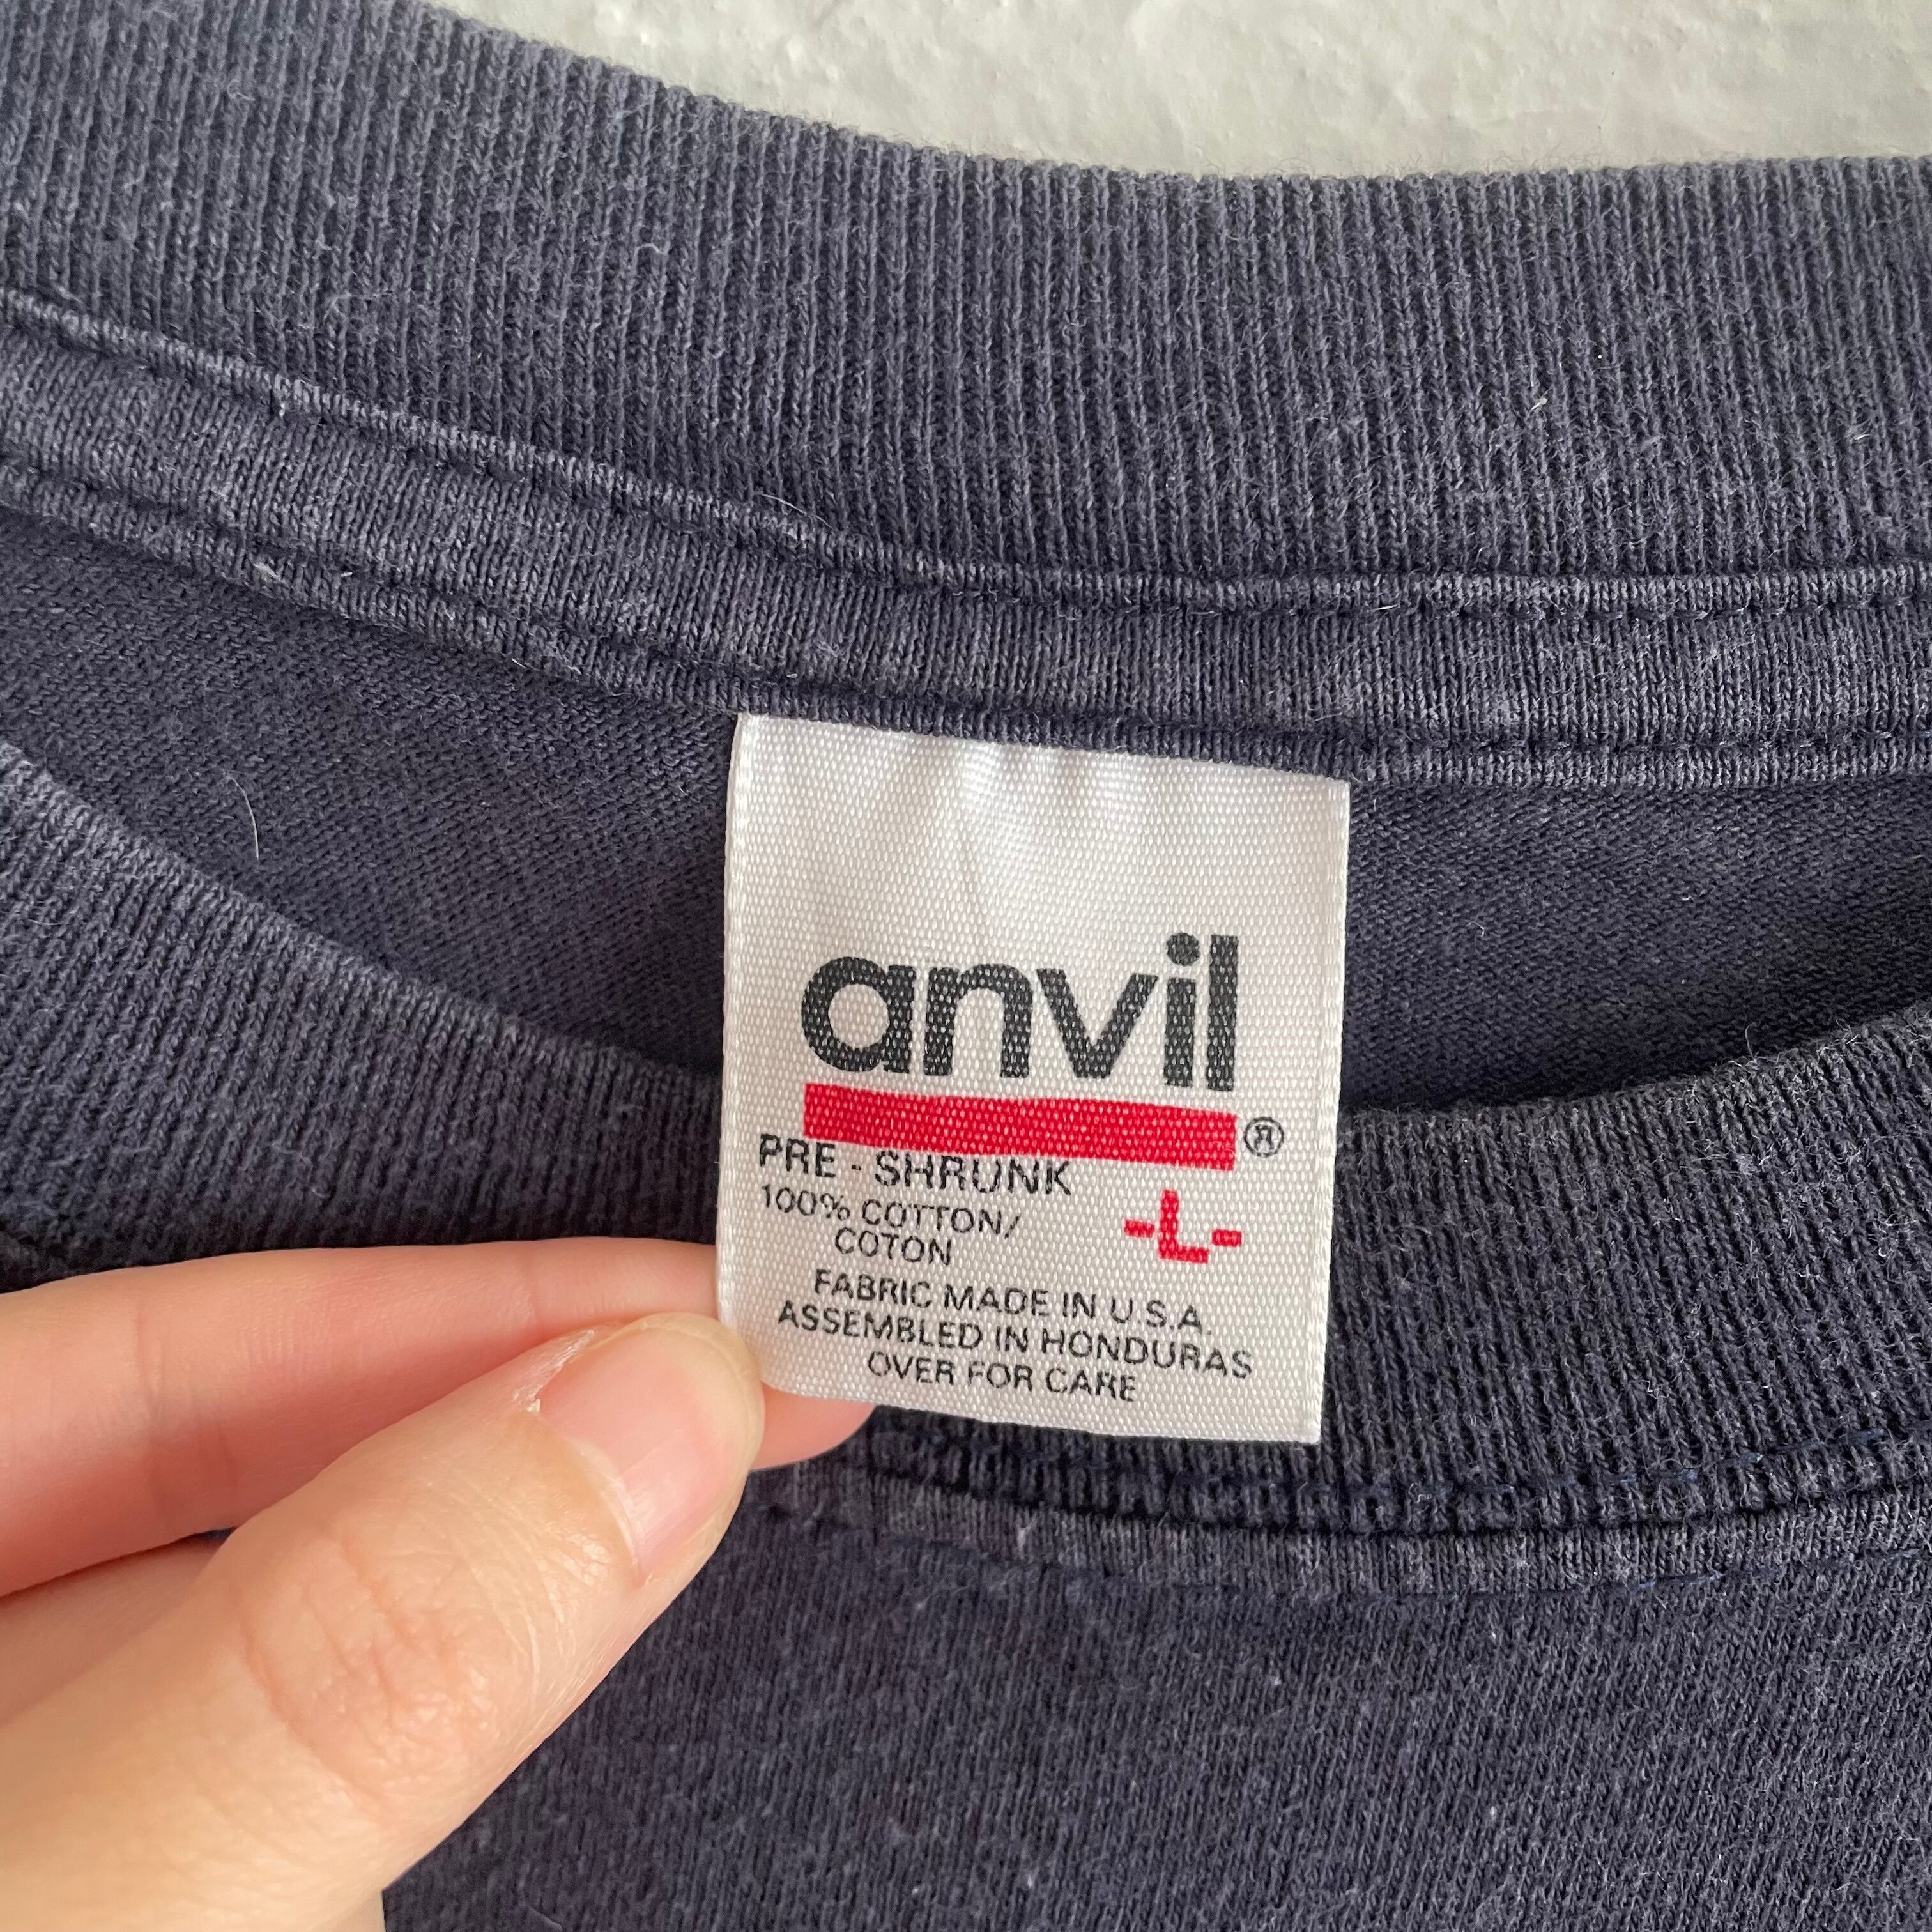 anvil®
PRE - SHRUNK
100% COTTON/
COTON
-L-
FABRIC MADE IN U.S.A.
ASSEMBLED IN HONDURAS
OVER FOR CARE